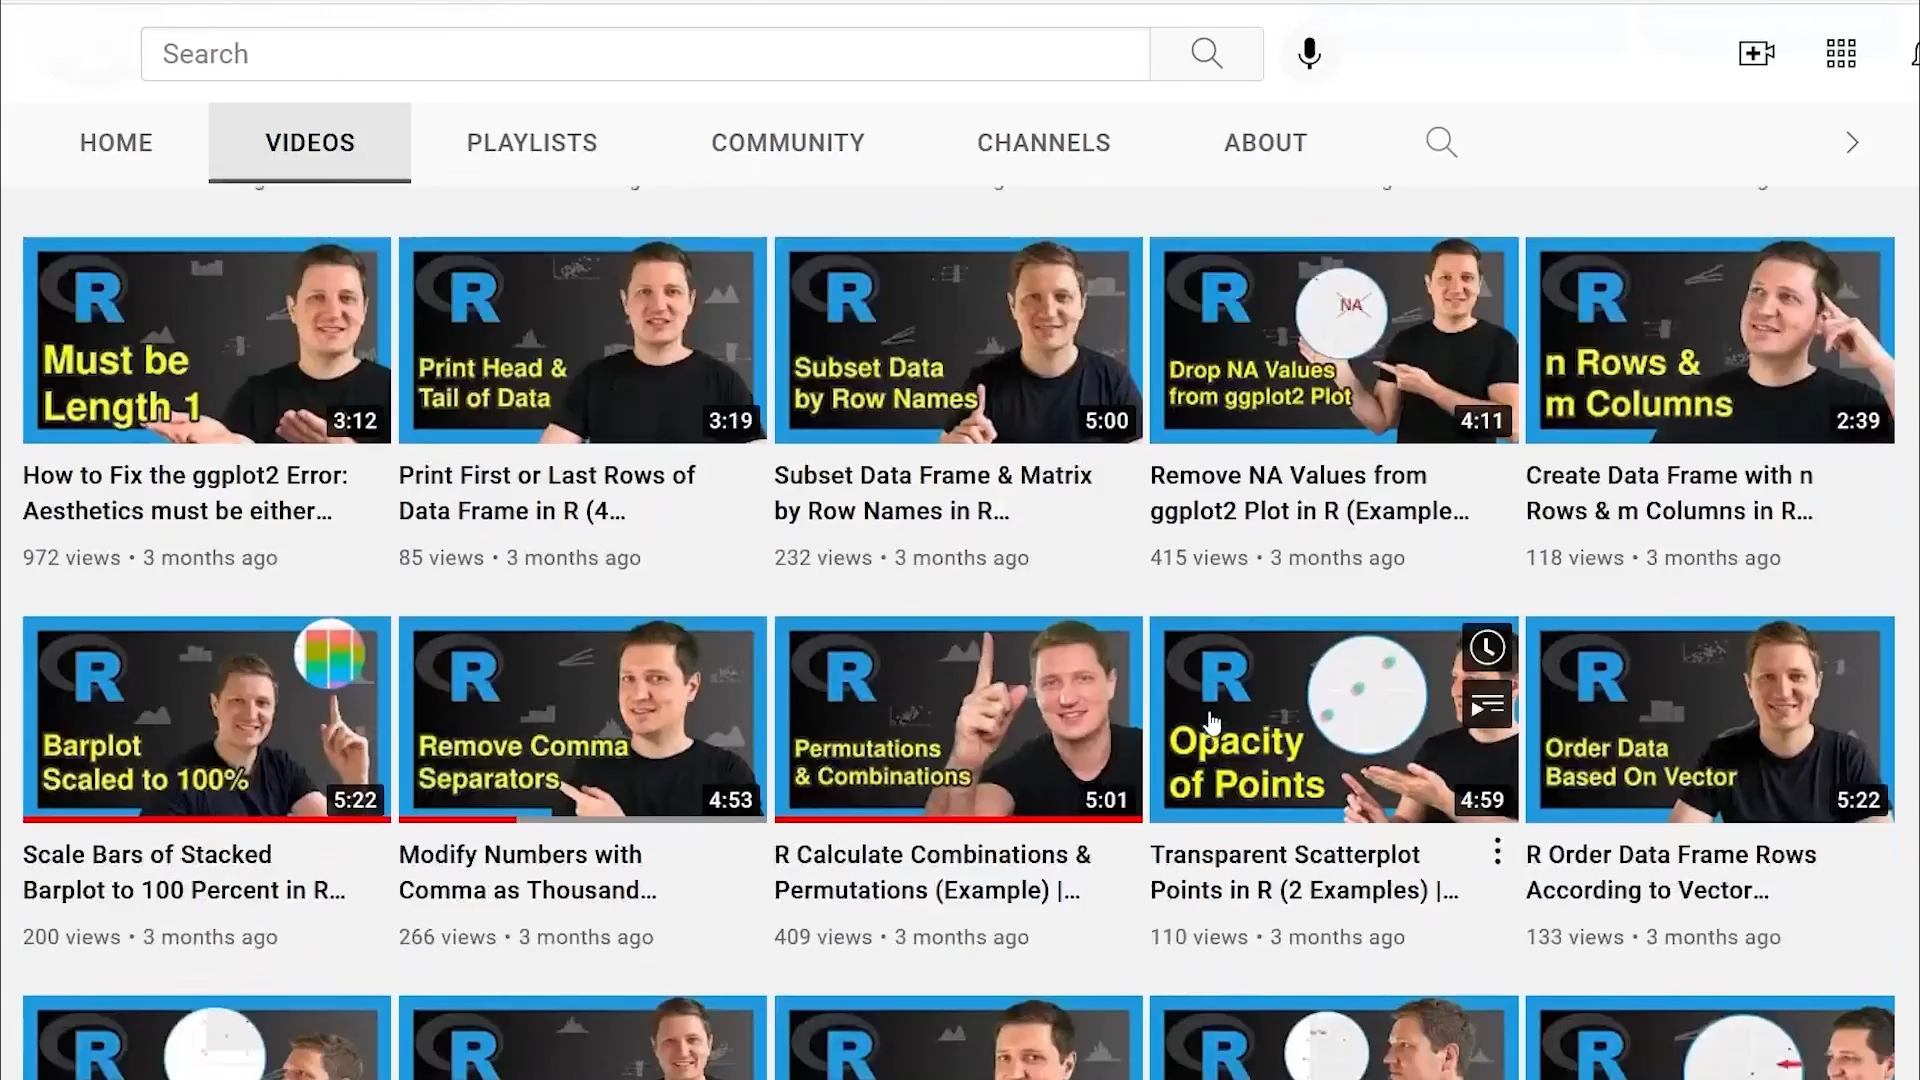 Search
HOME
VIDEOS
PLAYLISTS
COMMUNITY
CHANNELS
ABOUT
R
Must be
Length 1
3:12
R
Print Head &
Tail of Data
3:19
R
Subset Data
by Row Names
5:00
R
NA
Drop NA Values
from ggplot2 Plot
4:11
R
n Rows &
m Columns
2:39
How to Fix the ggplot2 Error:
Aesthetics must be either...
972 views • 3 months ago
Print First or Last Rows of
Data Frame in R (4...
85 views • 3 months ago
Subset Data Frame & Matrix
by Row Names in R...
232 views • 3 months ago
Remove NA Values from
ggplot2 Plot in R (Example...
415 views • 3 months ago
Create Data Frame with n
Rows & m Columns in R...
118 views • 3 months ago
R
Barplot
Scaled to 100%
5:22
R
Remove Comma
Separators
4:53
R
Permutations
& Combinations
5:01
R
Opacity
of Points
4:59
R
Order Data
Based On Vector
5:22
Scale Bars of Stacked
Barplot to 100 Percent in R...
200 views • 3 months ago
Modify Numbers with
Comma as Thousand...
266 views • 3 months ago
R Calculate Combinations &
Permutations (Example) |...
409 views • 3 months ago
Transparent Scatterplot
Points in R (2 Examples) |...
110 views • 3 months ago
R Order Data Frame Rows
According to Vector...
133 views • 3 months ago
R
R
R
R
R